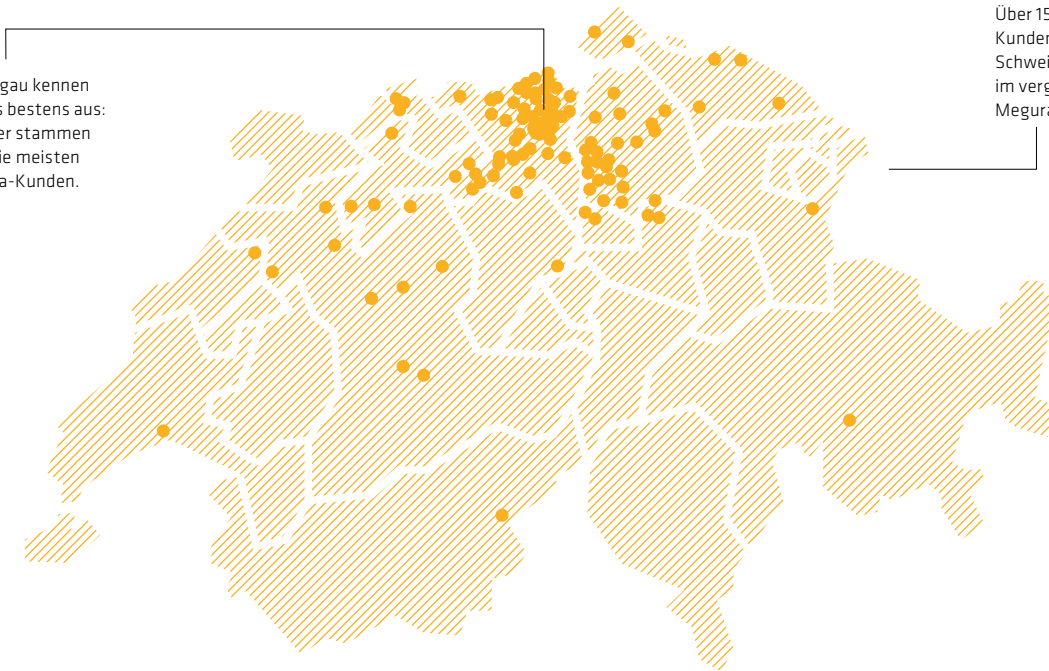 gau kennen
s bestens aus:
er stammen
ie meisten
a-Kunden.
Über 15
Kunden
Schwei
im verg
Megura